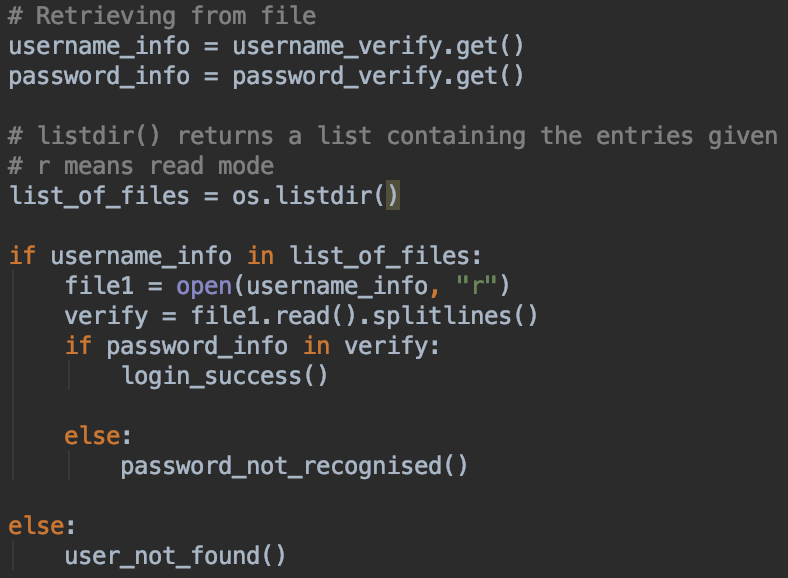 # Retrieving from file
username_info = username_verify.get()
password_info = password_verify.get()
# listdir() returns a list containing the entries given
# r means read mode
list_of_files = os.listdir()
if username_info in list_of_files:
file1 = open(username_info, "r")
verify = file1.read().splitlines()
if password_info in verify:
login_success()
else:
password_not_recognised()
else:
user_not_found()